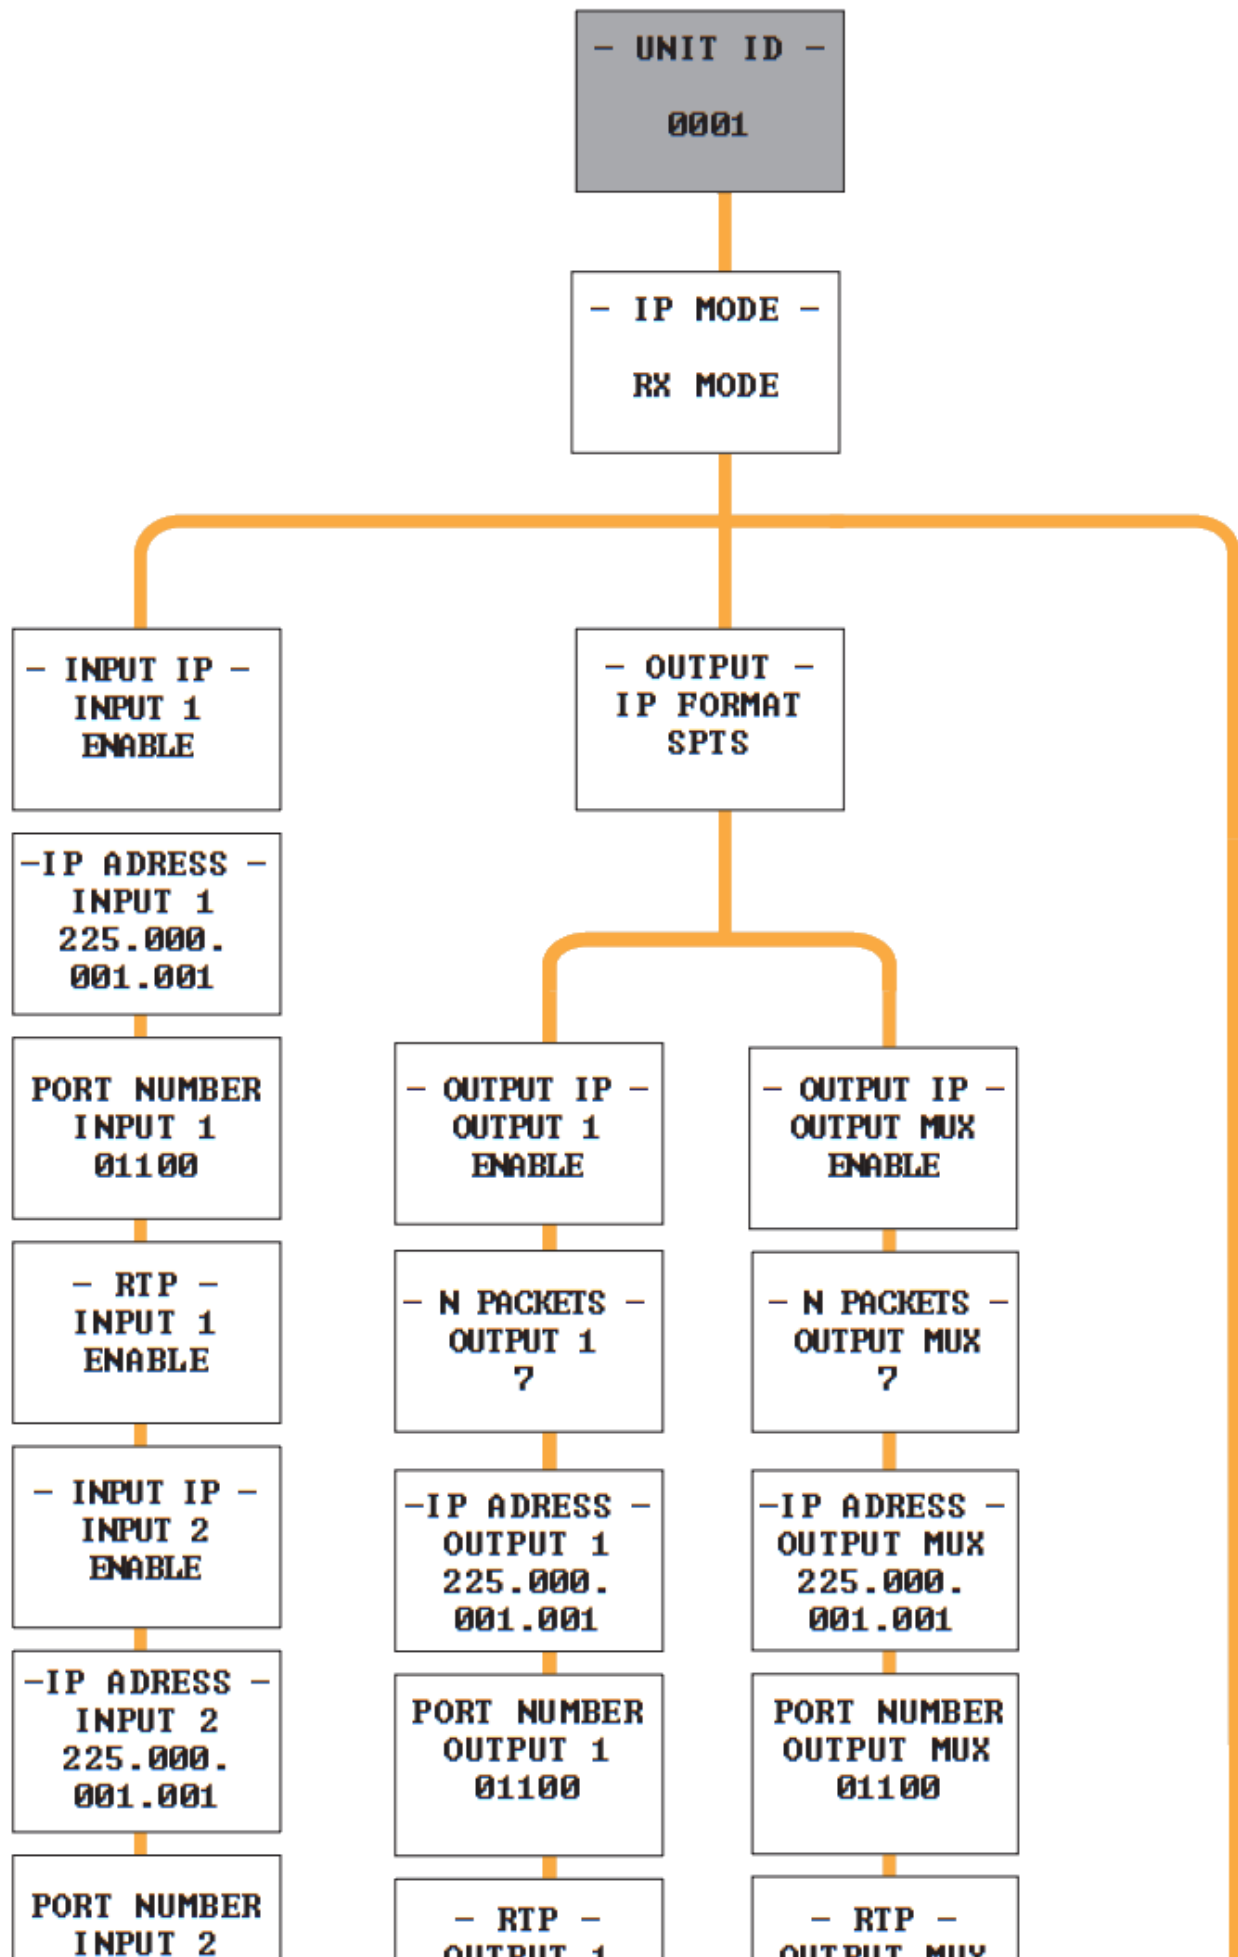 - UNIT ID -
0001
- IP MODE -
RX MODE
- INPUT IP -
INPUT 1
ENABLE
-IP ADRESS -
INPUT 1
225.000.
001.001
PORT NUMBER
INPUT 1
01100
- RTP -
INPUT 1
ENABLE
- INPUT IP -
INPUT 2
ENABLE
-IP ADRESS -
INPUT 2
225.000.
001.001
PORT NUMBER
INPUT 2
- OUTPUT -
IP FORMAT
SPTS
- OUTPUT IP -
OUTPUT 1
ENABLE
- N PACKETS -
OUTPUT 1
7
-IP ADRESS -
OUTPUT 1
225.000.
001.001
PORT NUMBER
OUTPUT 1
01100
- RTP -
OUTPUT 1
- OUTPUT IP -
OUTPUT MUX
ENABLE
- N PACKETS -
OUTPUT MUX
7
-IP ADRESS -
OUTPUT MUX
225.000.
001.001
PORT NUMBER
OUTPUT MUX
01100
- RTP -
OUTPUT MUX